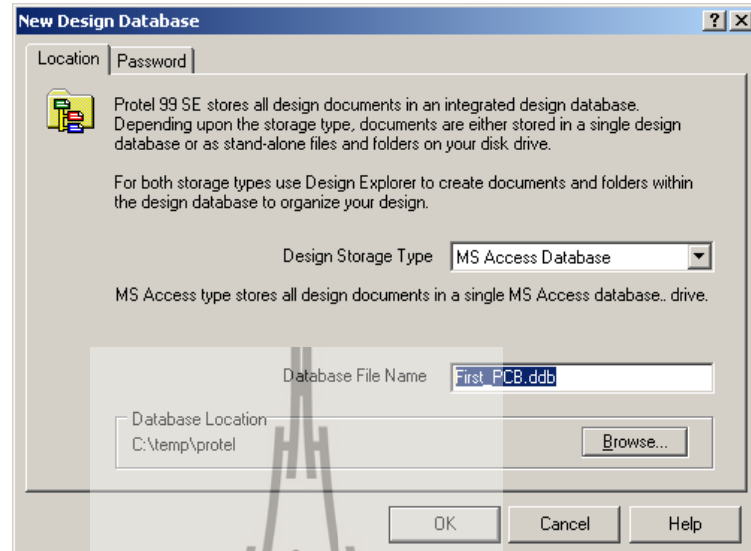 New Design Database
Location
Password
Protel 99 SE stores all design documents in an integrated design database.
Depending upon the storage type, documents are either stored in a single design
database or as stand-alone files and folders on your disk drive.
For both storage types use Design Explorer to create documents and folders within
the design database to organize your design.
Design Storage Type MS Access Database
MS Access type stores all design documents in a single MS Access database.. drive.
Database File Name First_PCB.ddb
Database Location
C:\temp\protel
Browse...
OK Cancel Help